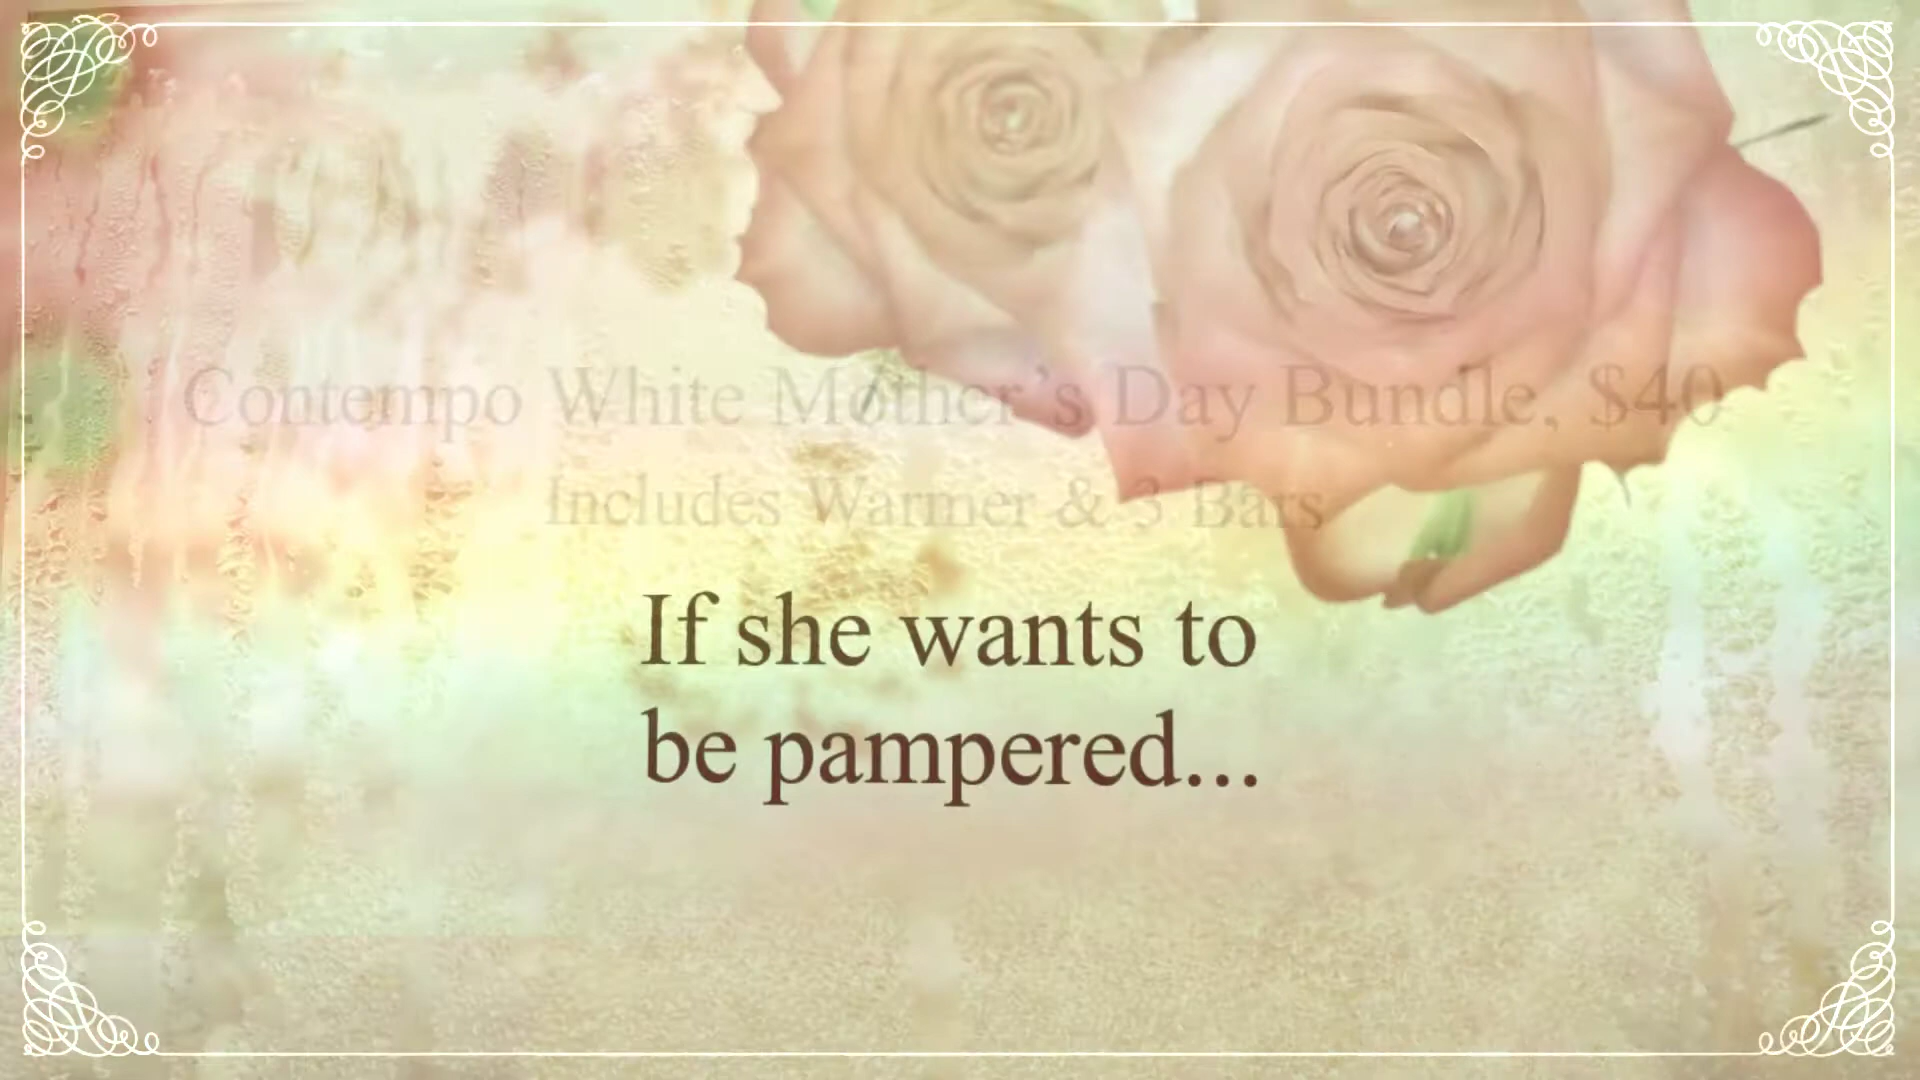 Contempo White Mother's Day Bundle, $40
Includes Warmer & 3 Bars
If she wants to
be pampered...